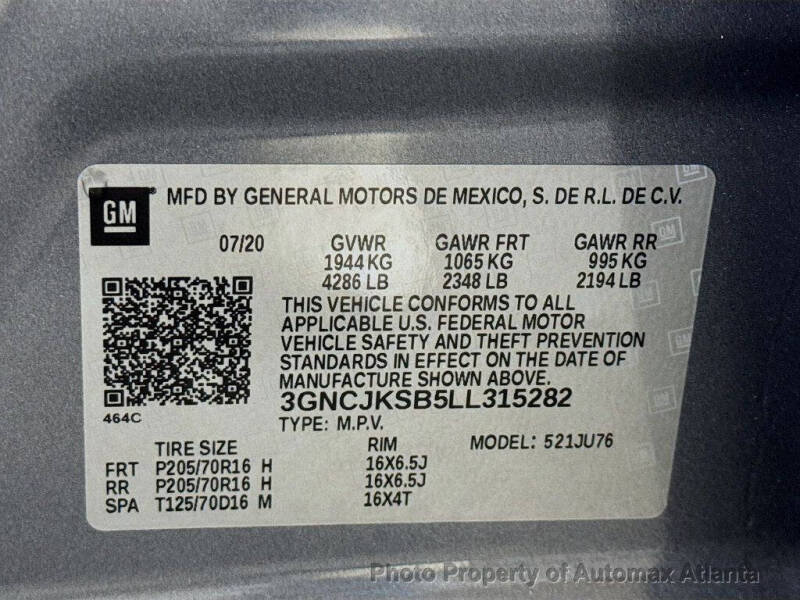 GM
MFD BY GENERAL MOTORS DE MEXICO, S. DE R.L. DE C.V.
07/20 GVWR GAWR FRT GAWR RR
1944 KG 1065 KG 995 KG
4286 LB 2348 LB 2194 LB
THIS VEHICLE CONFORMS TO ALL
APPLICABLE U.S. FEDERAL MOTOR
VEHICLE SAFETY AND THEFT PREVENTION
STANDARDS IN EFFECT ON THE DATE OF
MANUFACTURE SHOWN ABOVE.
3GNCJKSB5LL315282
464C
TYPE: M.P.V.
TIRE SIZE RIM MODEL: 521JU76
FRT P205/70R16 H 16X6.5J
RR P205/70R16 H 16X6.5J
SPA T125/70D16 M 16X4T
Photo Property of Automax Atlanta